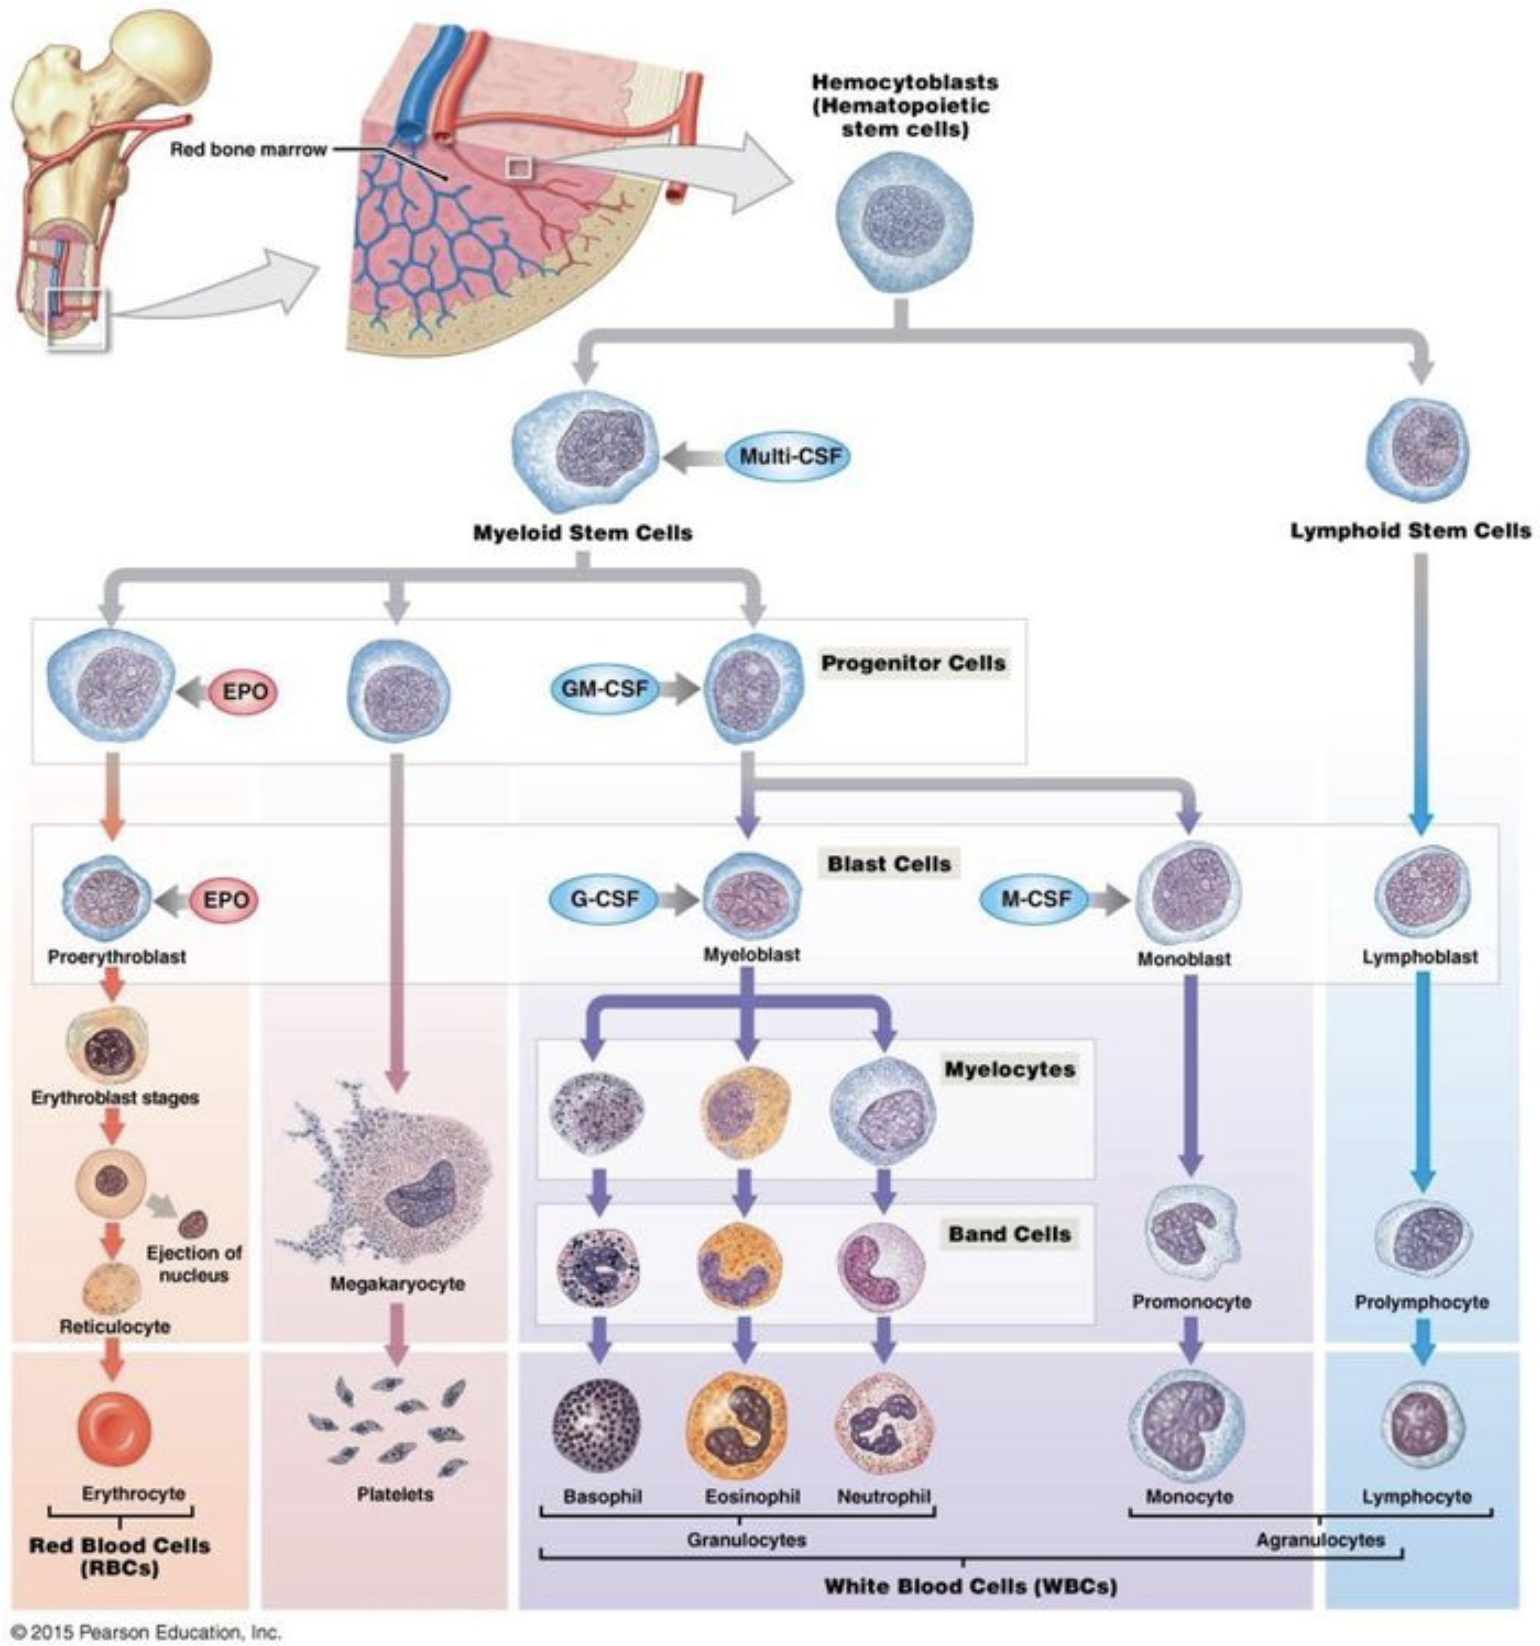 Hemocytoblasts
(Hematopoietic
stem cells)
Red bone marrow
Multi-CSF
Myeloid Stem Cells
Lymphoid Stem Cells
Progenitor Cells
EPO
GM-CSF
Blast Cells
EPO
G-CSF
M-CSF
Proerythroblast
Myeloblast
Monoblast
Lymphoblast
Myelocytes
Erythroblast stages
Band Cells
Ejection of
nucleus
Megakaryocyte
Promonocyte
Prolymphocyte
Reticulocyte
Erythrocyte
Platelets
Basophil
Eosinophil
Neutrophil
Monocyte
Lymphocyte
Red Blood Cells
(RBCs)
Granulocytes
Agranulocytes
White Blood Cells (WBCs)
© 2015 Pearson Education, Inc.